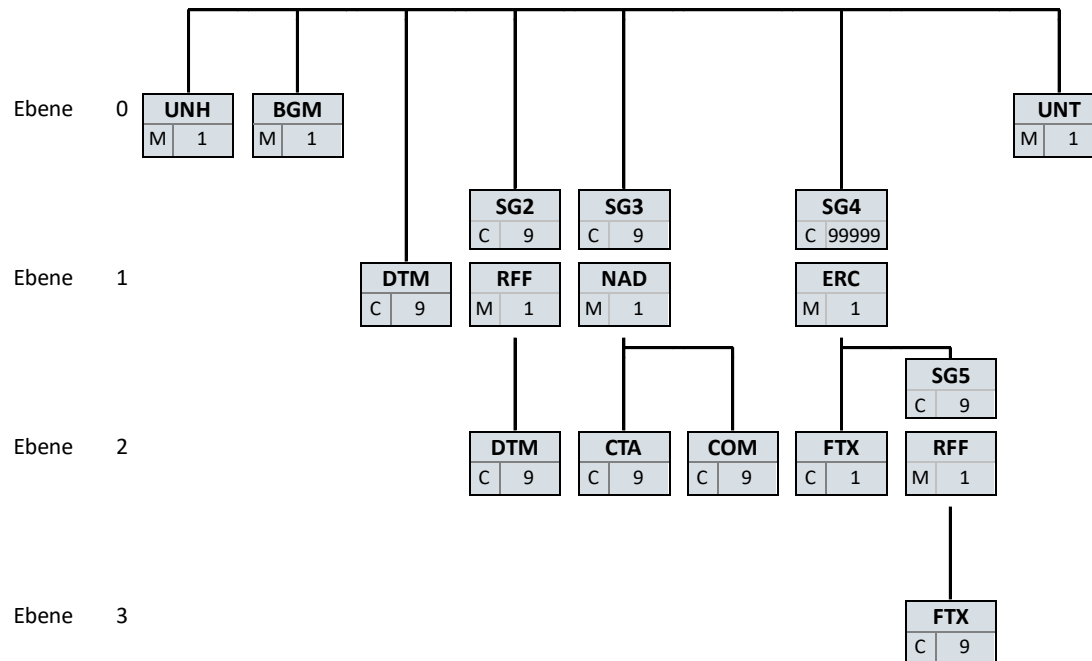 Ebene 0 UNH BGM UNT
M 1 M 1 M 1
SG2 SG3 SG4
C 9 C 9 C 99999
Ebene 1 DTM RFF NAD ERC
C 9 M 1 M 1 M 1
SG5
C 9
Ebene 2 DTM CTA COM FTX RFF
C 9 C 9 C 9 C 1 M 1
Ebene 3 FTX
C 9